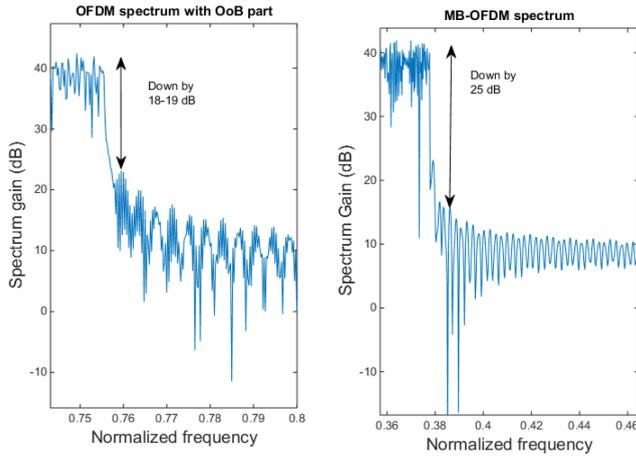 OFDM spectrum with OoB part
Spectrum gain (dB)
40
30
20
10
0
-10
Down by
18-19 dB
0.75
0.76
0.77
0.78
0.79
0.8
Normalized frequency
MB-OFDM spectrum
Spectrum Gain (dB)
40
30
20
10
0
-10
Down by
25 dB
0.36
0.38
0.4
0.42
0.44
0.46
Normalized frequency